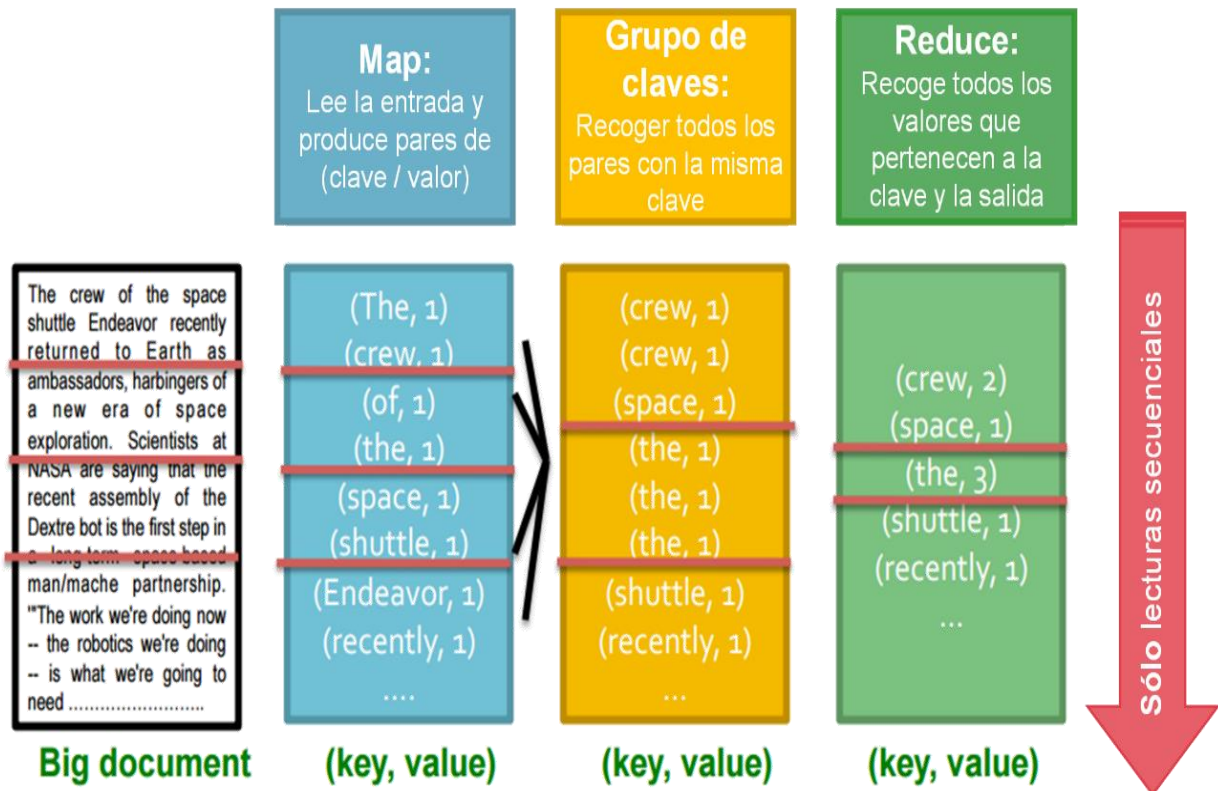 Map:
Lee la entrada y
produce pares de
(clave / valor)
Grupo de
claves:
Recoger todos los
pares con la misma
clave
Reduce:
Recoge todos los
valores que
pertenecen a la
clave y la salida
The crew of the space
shuttle Endeavor recently
returned to Earth as
ambassadors, harbingers of
a new era of space
exploration. Scientists at
NASA are saying that the
recent assembly of the
Dextre bot is the first step in
a long-term space-based
man/mache partnership.
'"The work we're doing now
-- the robotics we're doing
-- is what we're going to
need ……………………..
Big document
(The, 1)
(crew, 1)
(of, 1)
(the, 1)
(space, 1)
(shuttle, 1)
(Endeavor, 1)
(recently, 1)
....
(key, value)
(crew, 1)
(crew, 1)
(space, 1)
(the, 1)
(the, 1)
(the, 1)
(shuttle, 1)
(recently, 1)
...
(key, value)
(crew, 2)
(space, 1)
(the, 3)
(shuttle, 1)
(recently, 1)
...
(key, value)
Sólo lecturas secuenciales